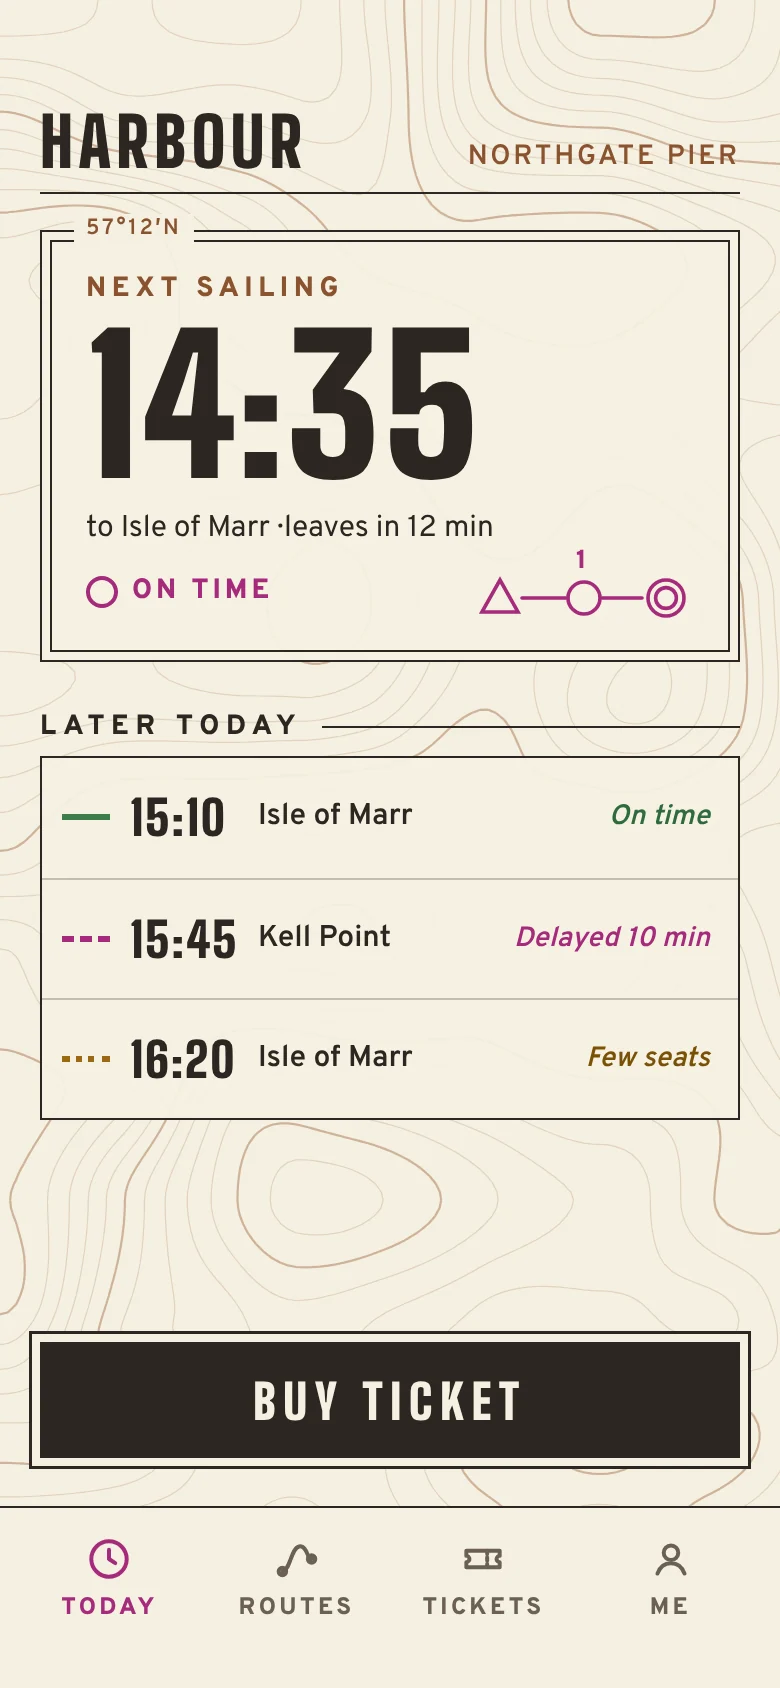 HARBOUR
NORTHGATE PIER
57°12′N
NEXT SAILING
14:35
to Isle of Marr ·leaves in 12 min
1
ON TIME
LATER TODAY
15:10 Isle of Marr On time
15:45 Kell Point Delayed 10 min
16:20 Isle of Marr Few seats
BUY TICKET
TODAY ROUTES TICKETS ME